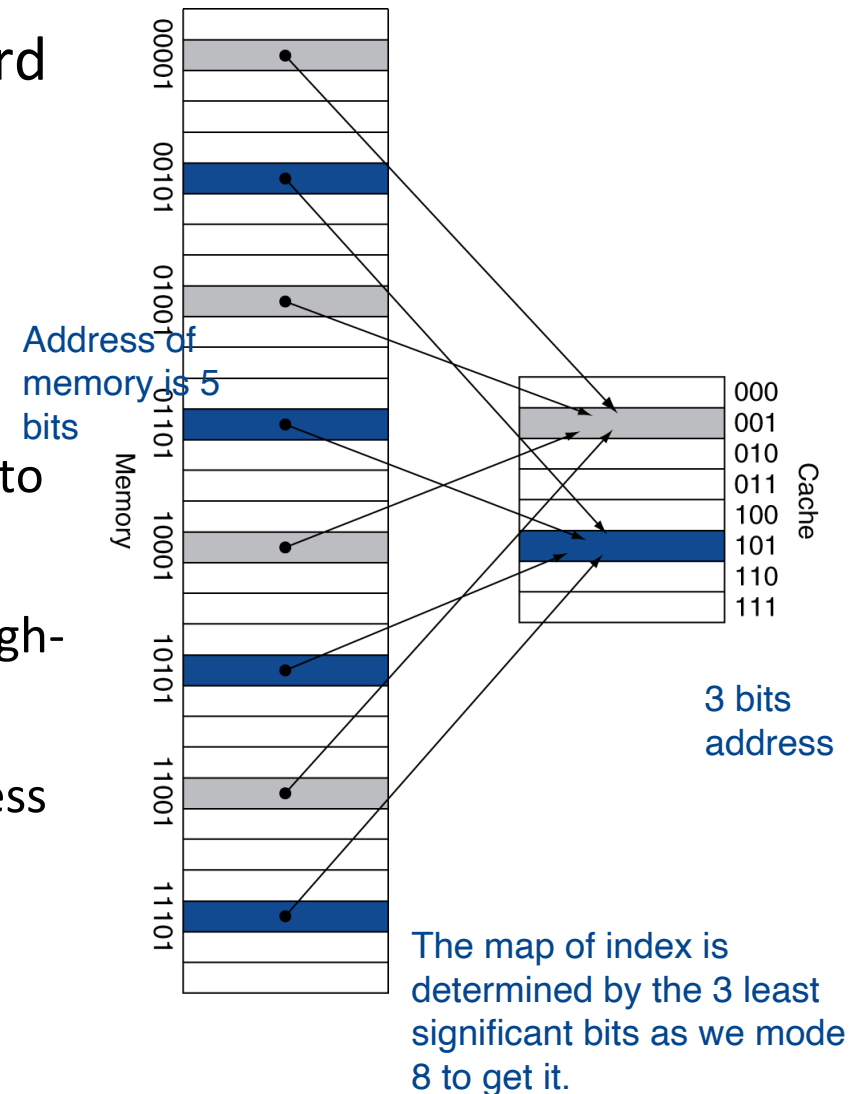 rd
to
gh-
ess
Address of
memory is 5
bits
Memory
00001
00101
01001
01101
10001
10101
11001
11101
000
001
010
011
100
101
110
111
Cache
3 bits
address
The map of index is
determined by the 3 least
significant bits as we mode
8 to get it.